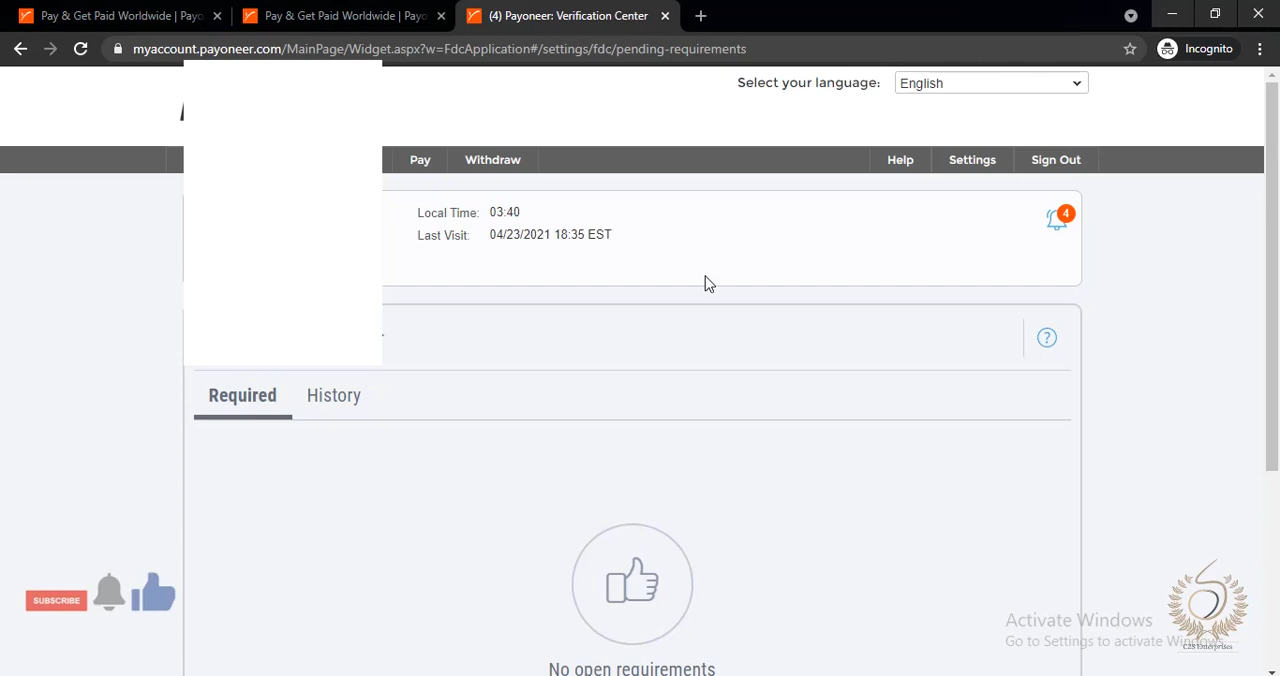 Pay & Get Paid Worldwide | Payo
Pay & Get Paid Worldwide | Payo
(4) Payoneer: Verification Center
myaccount.payoneer.com/MainPage/Widget.aspx?w=FdcApplication#/settings/fdc/pending-requirements
Incognito
Select your language: English
Pay Withdraw Help Settings Sign Out
Local Time: 03:40
4
Last Visit: 04/23/2021 18:35 EST
?
Required History
SUBSCRIBE
Activate Windows
Go to Settings to activate Windows.
C2S Enterprises
No open requirements